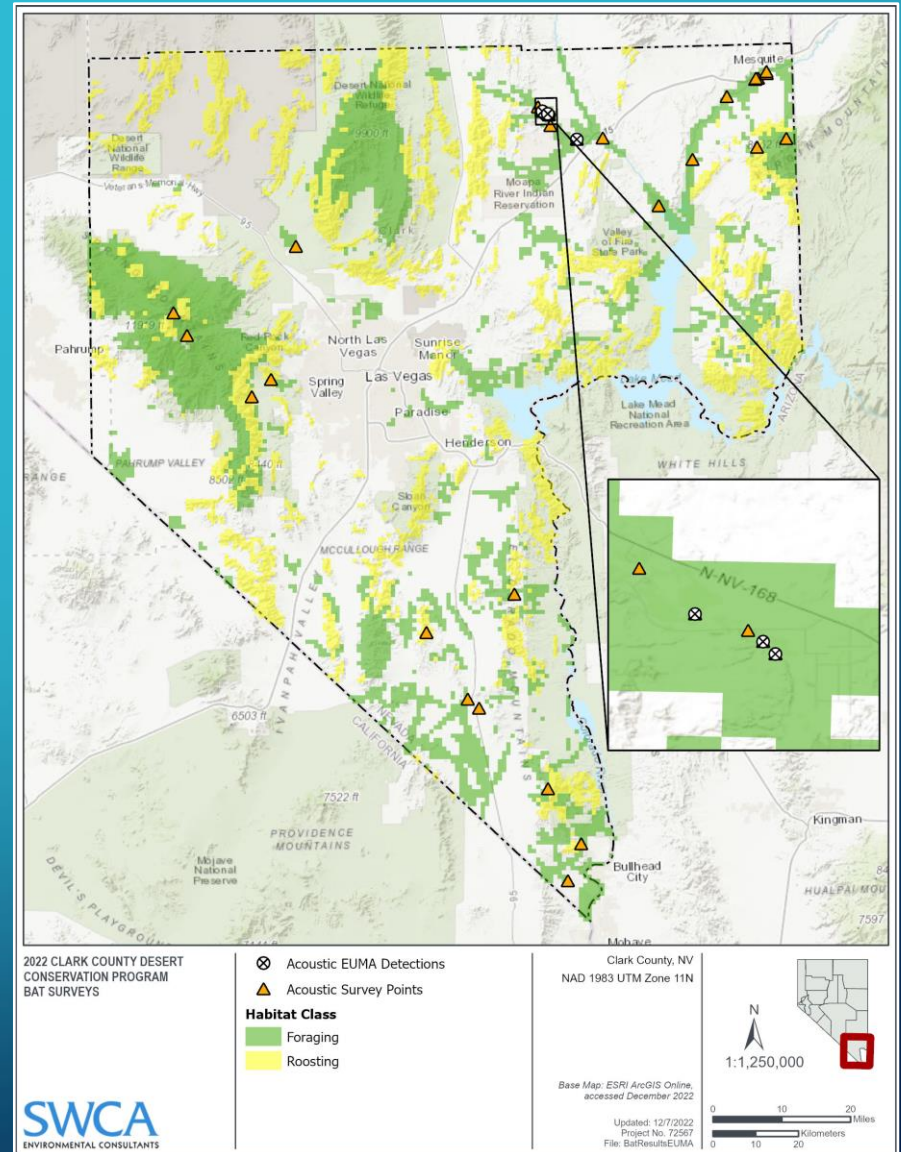 Mesquite
Desert National
Wildlife
Refuge
9900 ft
Desert
National
Wildlife
Range
Veterans Memorial Hwy
95
15
Moapa
River Indian
Reservation
Clark
Valley
of Fire
State Park
North Las
Vegas
Sunrise
Manor
Pahrump
Spring
Valley
Las Vegas
Paradise
Lake Mead
ARIZONA
Lake Mead
National
Recreation Area
Henderson
WHITE HILLS
PAHRUMP VALLEY
RANGE
Sloan
Canyon
MCCULLOUGH RANGE
N-NV-168
IVANPAH VALLEY
6503 ft
NEVADA
CALIFORNIA
7522 ft
PROVIDENCE
MOUNTAINS
Kingman
Mojave
National
Preserve
Bullhead
City
DEVIL'S PLAYGROUND
95
HUALPAI MOU
7597
Mohave
2022 CLARK COUNTY DESERT
CONSERVATION PROGRAM
BAT SURVEYS
SWCA
ENVIRONMENTAL CONSULTANTS
Acoustic EUMA Detections
Acoustic Survey Points
Habitat Class
Foraging
Roosting
Clark County, NV
NAD 1983 UTM Zone 11N
Base Map: ESRI ArcGIS Online,
accessed December 2022
Updated: 12/7/2022
Project No. 72567
File: BatResultsEUMA
N
1:1,250,000
0 10 20
Miles
Kilometers
0 10 20